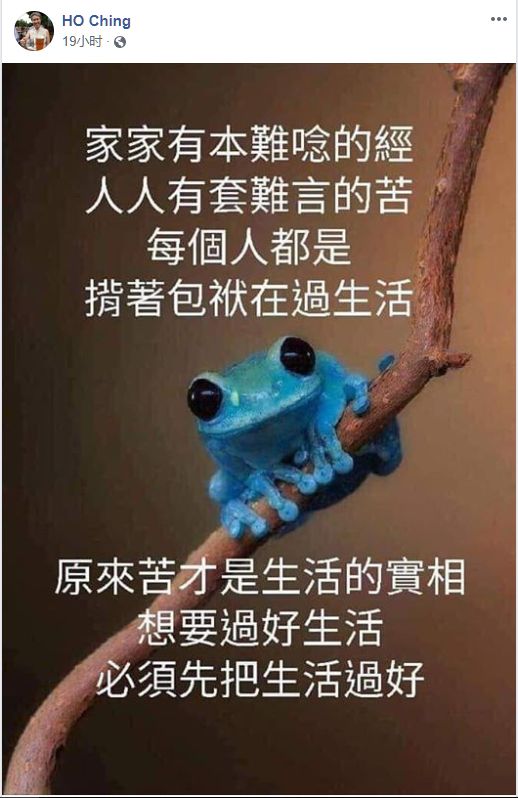 HO Ching
19小时 ·
家家有本難唸的經
人人有套難言的苦
每個人都是
揹著包袱在過生活
原來苦才是生活的實相
想要過好生活
必須先把生活過好